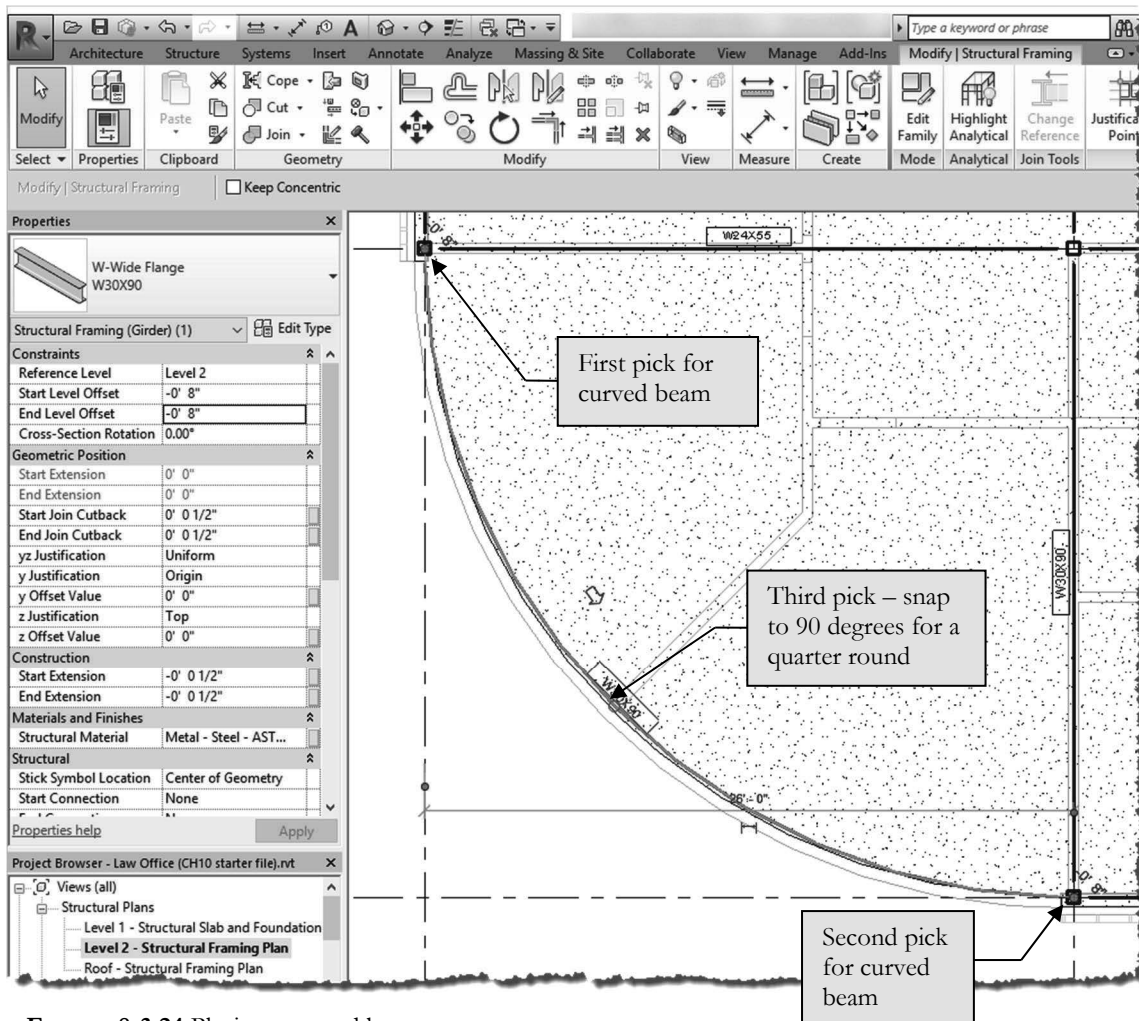 R
A
Type a keyword or phrase
Architecture Structure Systems Insert Annotate Analyze Massing & Site Collaborate View Manage Add-Ins Modify | Structural Framing
Modify
Paste
Cope
Cut
Join
Edit Family
Highlight Analytical
Change Reference
Justifica
Poin
Select Properties Clipboard Geometry Modify View Measure Create Mode Analytical Join Tools
Modify | Structural Framing Keep Concentric
Properties
W-Wide Flange
W30X90
Structural Framing (Girder) (1) Edit Type
Constraints
Reference Level Level 2
Start Level Offset -0' 8"
End Level Offset -0' 8"
Cross-Section Rotation 0.00°
Geometric Position
Start Extension 0' 0"
End Extension 0' 0"
Start Join Cutback 0' 0 1/2"
End Join Cutback 0' 0 1/2"
yz Justification Uniform
y Justification Origin
y Offset Value 0' 0"
z Justification Top
z Offset Value 0' 0"
Construction
Start Extension -0' 0 1/2"
End Extension -0' 0 1/2"
Materials and Finishes
Structural Material Metal - Steel - AST...
Structural
Stick Symbol Location Center of Geometry
Start Connection None
Properties help Apply
Project Browser - Law Office (CH10 starter file).rvt
Views (all)
Structural Plans
Level 1 - Structural Slab and Foundation
Level 2 - Structural Framing Plan
Roof - Structural Framing Plan
-0' 8"
W24X55
First pick for
curved beam
W30X90
Third pick – snap
to 90 degrees for a
quarter round
W30X90
26' - 0"
-0' 8"
Second pick
for curved
beam